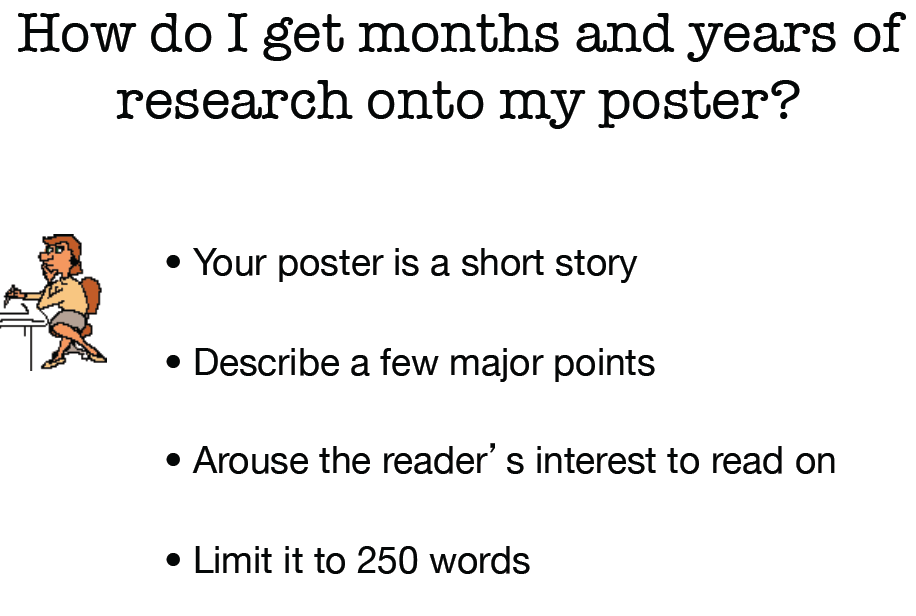 How do I get months and years of
research onto my poster?
• Your poster is a short story
• Describe a few major points
• Arouse the reader’ s interest to read on
• Limit it to 250 words